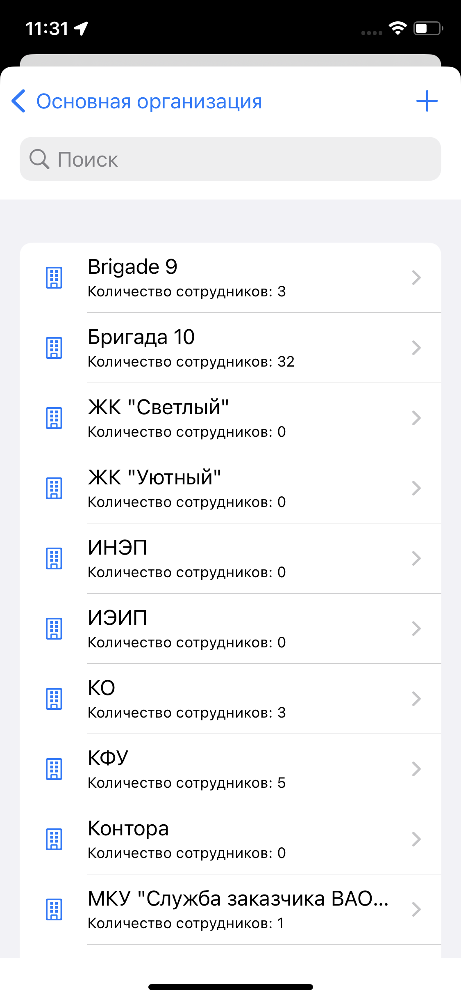 11:31
Основная организация
Поиск
Brigade 9
Количество сотрудников: 3
Бригада 10
Количество сотрудников: 32
ЖК "Светлый"
Количество сотрудников: 0
ЖК "Уютный"
Количество сотрудников: 0
ИНЭП
Количество сотрудников: 0
ИЭИП
Количество сотрудников: 0
КО
Количество сотрудников: 3
КФУ
Количество сотрудников: 5
Контора
Количество сотрудников: 0
МКУ "Служба заказчика ВАО...
Количество сотрудников: 1